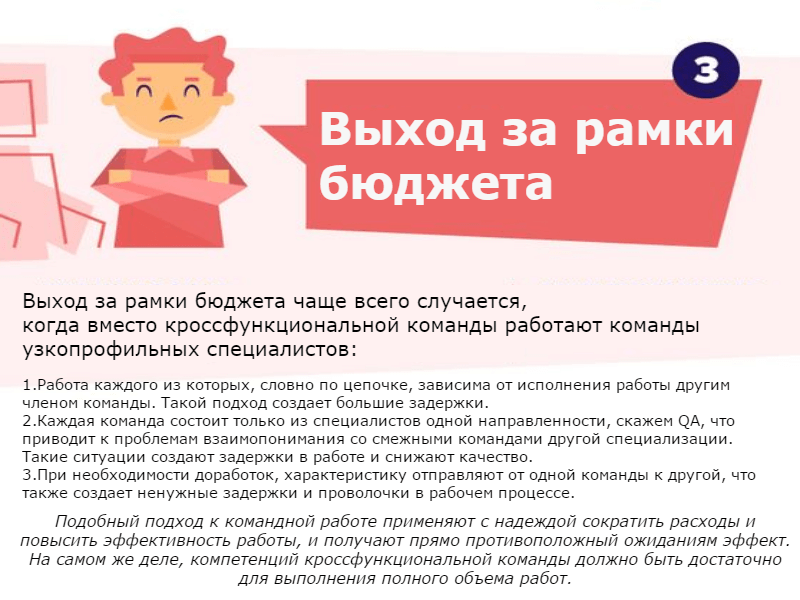 3
Выход за рамки
бюджета
Выход за рамки бюджета чаще всего случается,
когда вместо кроссфункциональной команды работают команды
узкопрофильных специалистов:
1.Работа каждого из которых, словно по цепочке, зависима от исполнения работы другим
членом команды. Такой подход создает большие задержки.
2.Каждая команда состоит только из специалистов одной направленности, скажем QA, что
приводит к проблемам взаимопонимания со смежными командами другой специализации.
Такие ситуации создают задержки в работе и снижают качество.
3.При необходимости доработок, характеристику отправляют от одной команды к другой, что
также создает ненужные задержки и проволочки в рабочем процессе.
Подобный подход к командной работе применяют с надеждой сократить расходы и
повысить эффективность работы, и получают прямо противоположный ожиданиям эффект.
На самом же деле, компетенций кроссфункциональной команды должно быть достаточно
для выполнения полного объема работ.